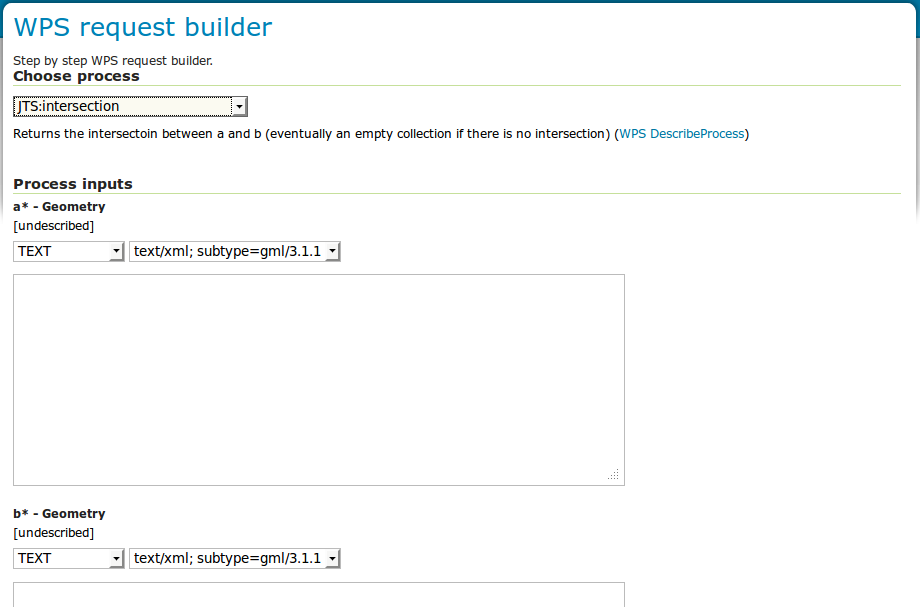 WPS request builder
Step by step WPS request builder.
Choose process
JTS:intersection
Returns the intersectoin between a and b (eventually an empty collection if there is no intersection) (WPS DescribeProcess)
Process inputs
a* - Geometry
[undescribed]
TEXT text/xml; subtype=gml/3.1.1
b* - Geometry
[undescribed]
TEXT text/xml; subtype=gml/3.1.1